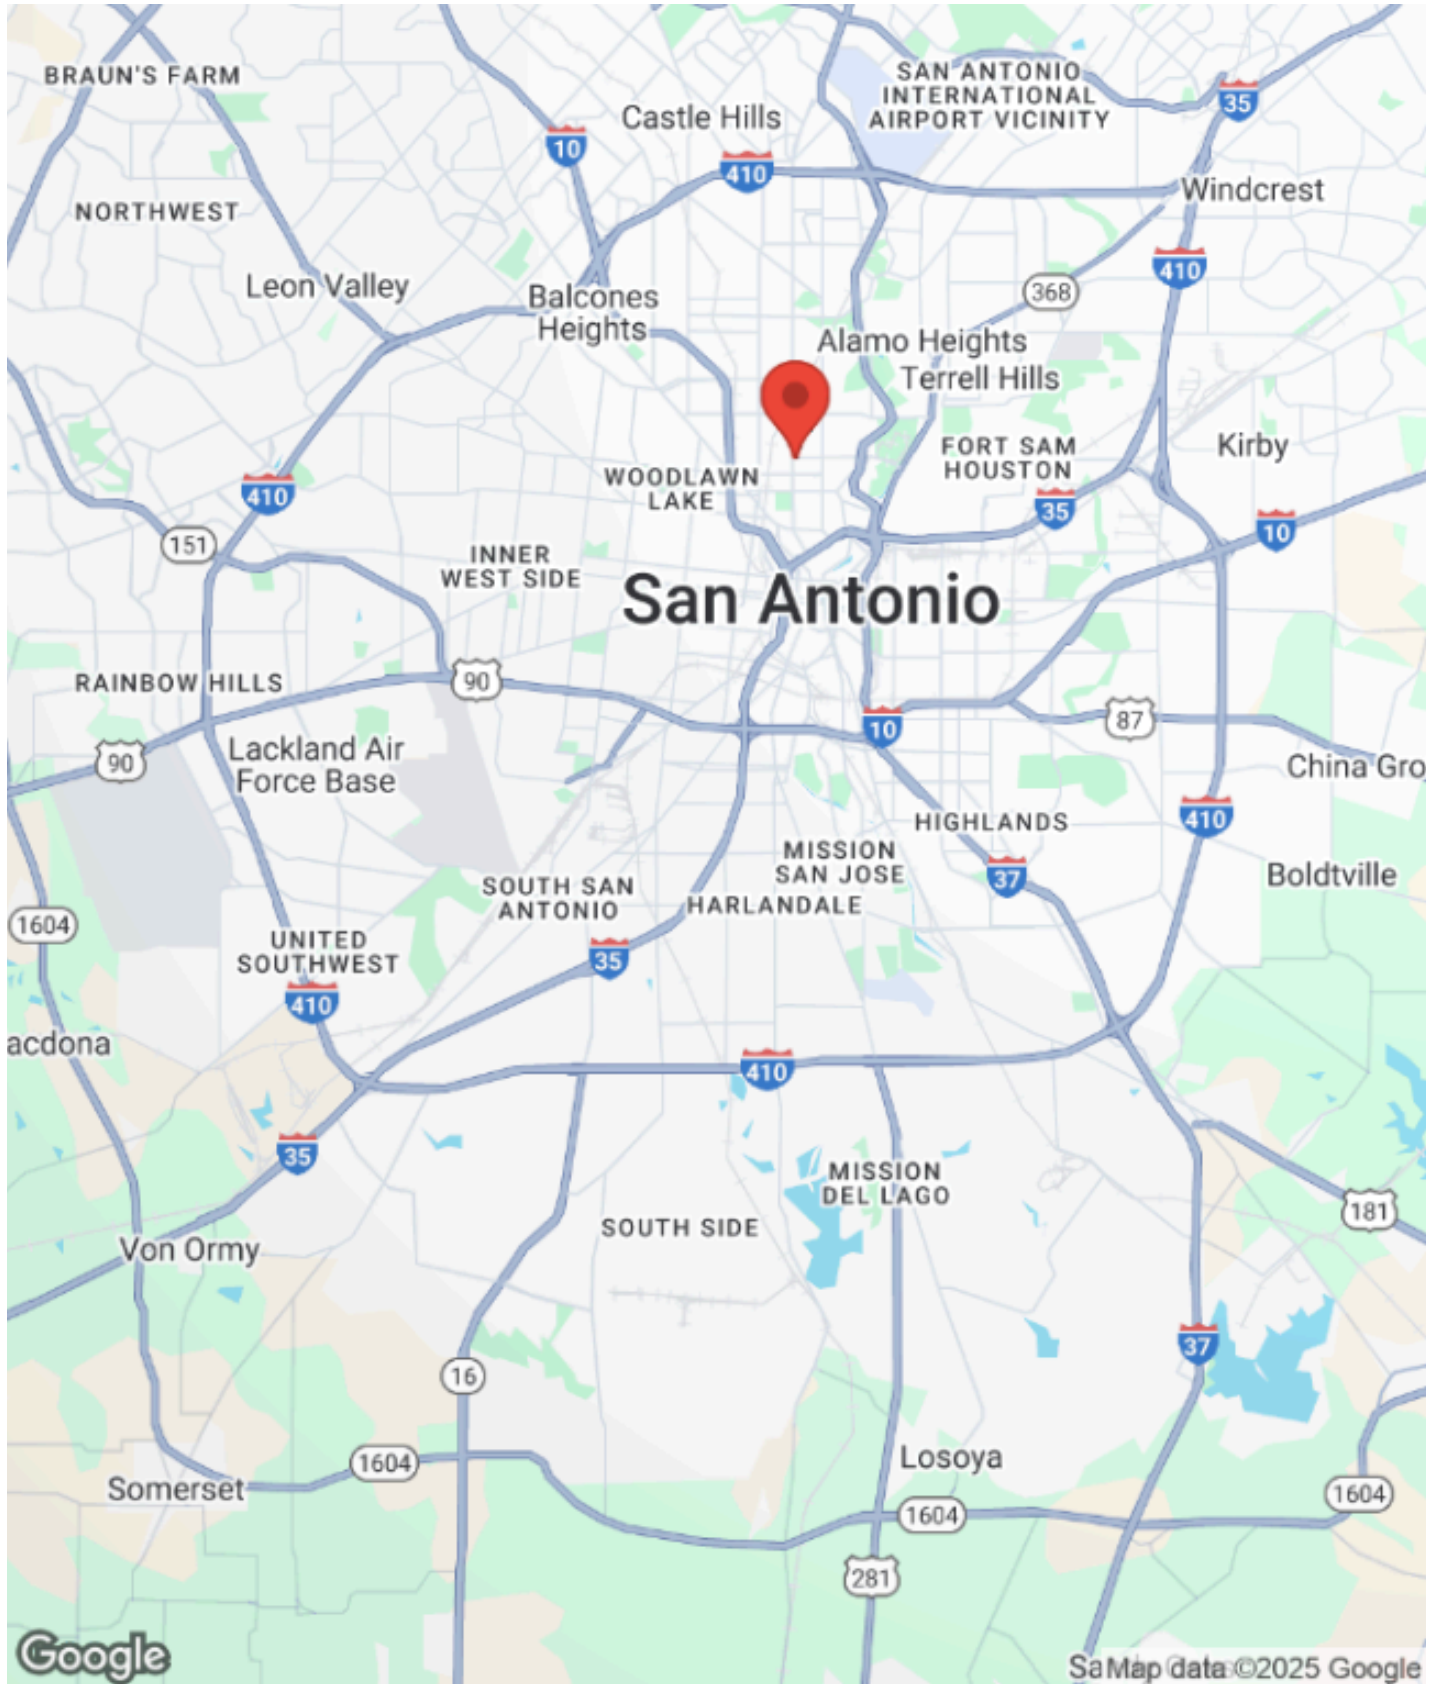 BRAUN'S FARM
SAN ANTONIO
INTERNATIONAL
AIRPORT VICINITY
35
Castle Hills
10
410
Windcrest
NORTHWEST
410
Leon Valley
368
Balcones
Heights
Alamo Heights
Terrell Hills
FORT SAM
HOUSTON
Kirby
WOODLAWN
LAKE
410
35
10
151
INNER
WEST SIDE
San Antonio
RAINBOW HILLS
90
10
87
90
Lackland Air
Force Base
China Gro
410
HIGHLANDS
MISSION
SAN JOSE
37
Boldtville
SOUTH SAN
ANTONIO
HARLANDALE
1604
UNITED
SOUTHWEST
35
410
acdona
410
35
MISSION
DEL LAGO
181
SOUTH SIDE
Von Ormy
37
16
1604
Losoya
Somerset
1604
1604
281
Google
Sa
Map data ©2025 Google